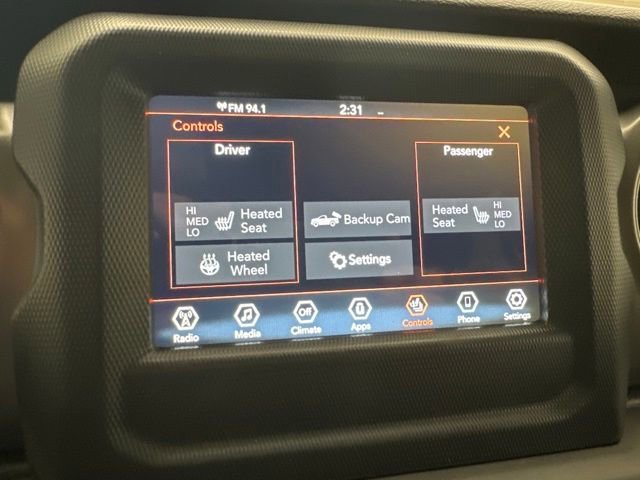 FM 94.1
2:31
Controls
Driver
HI
MED
LO
Heated
Seat
Heated
Wheel
Backup Cam
Settings
Passenger
Heated
Seat
HI
MED
LO
Radio
Media
Off
Climate
Apps
Controls
Phone
Settings